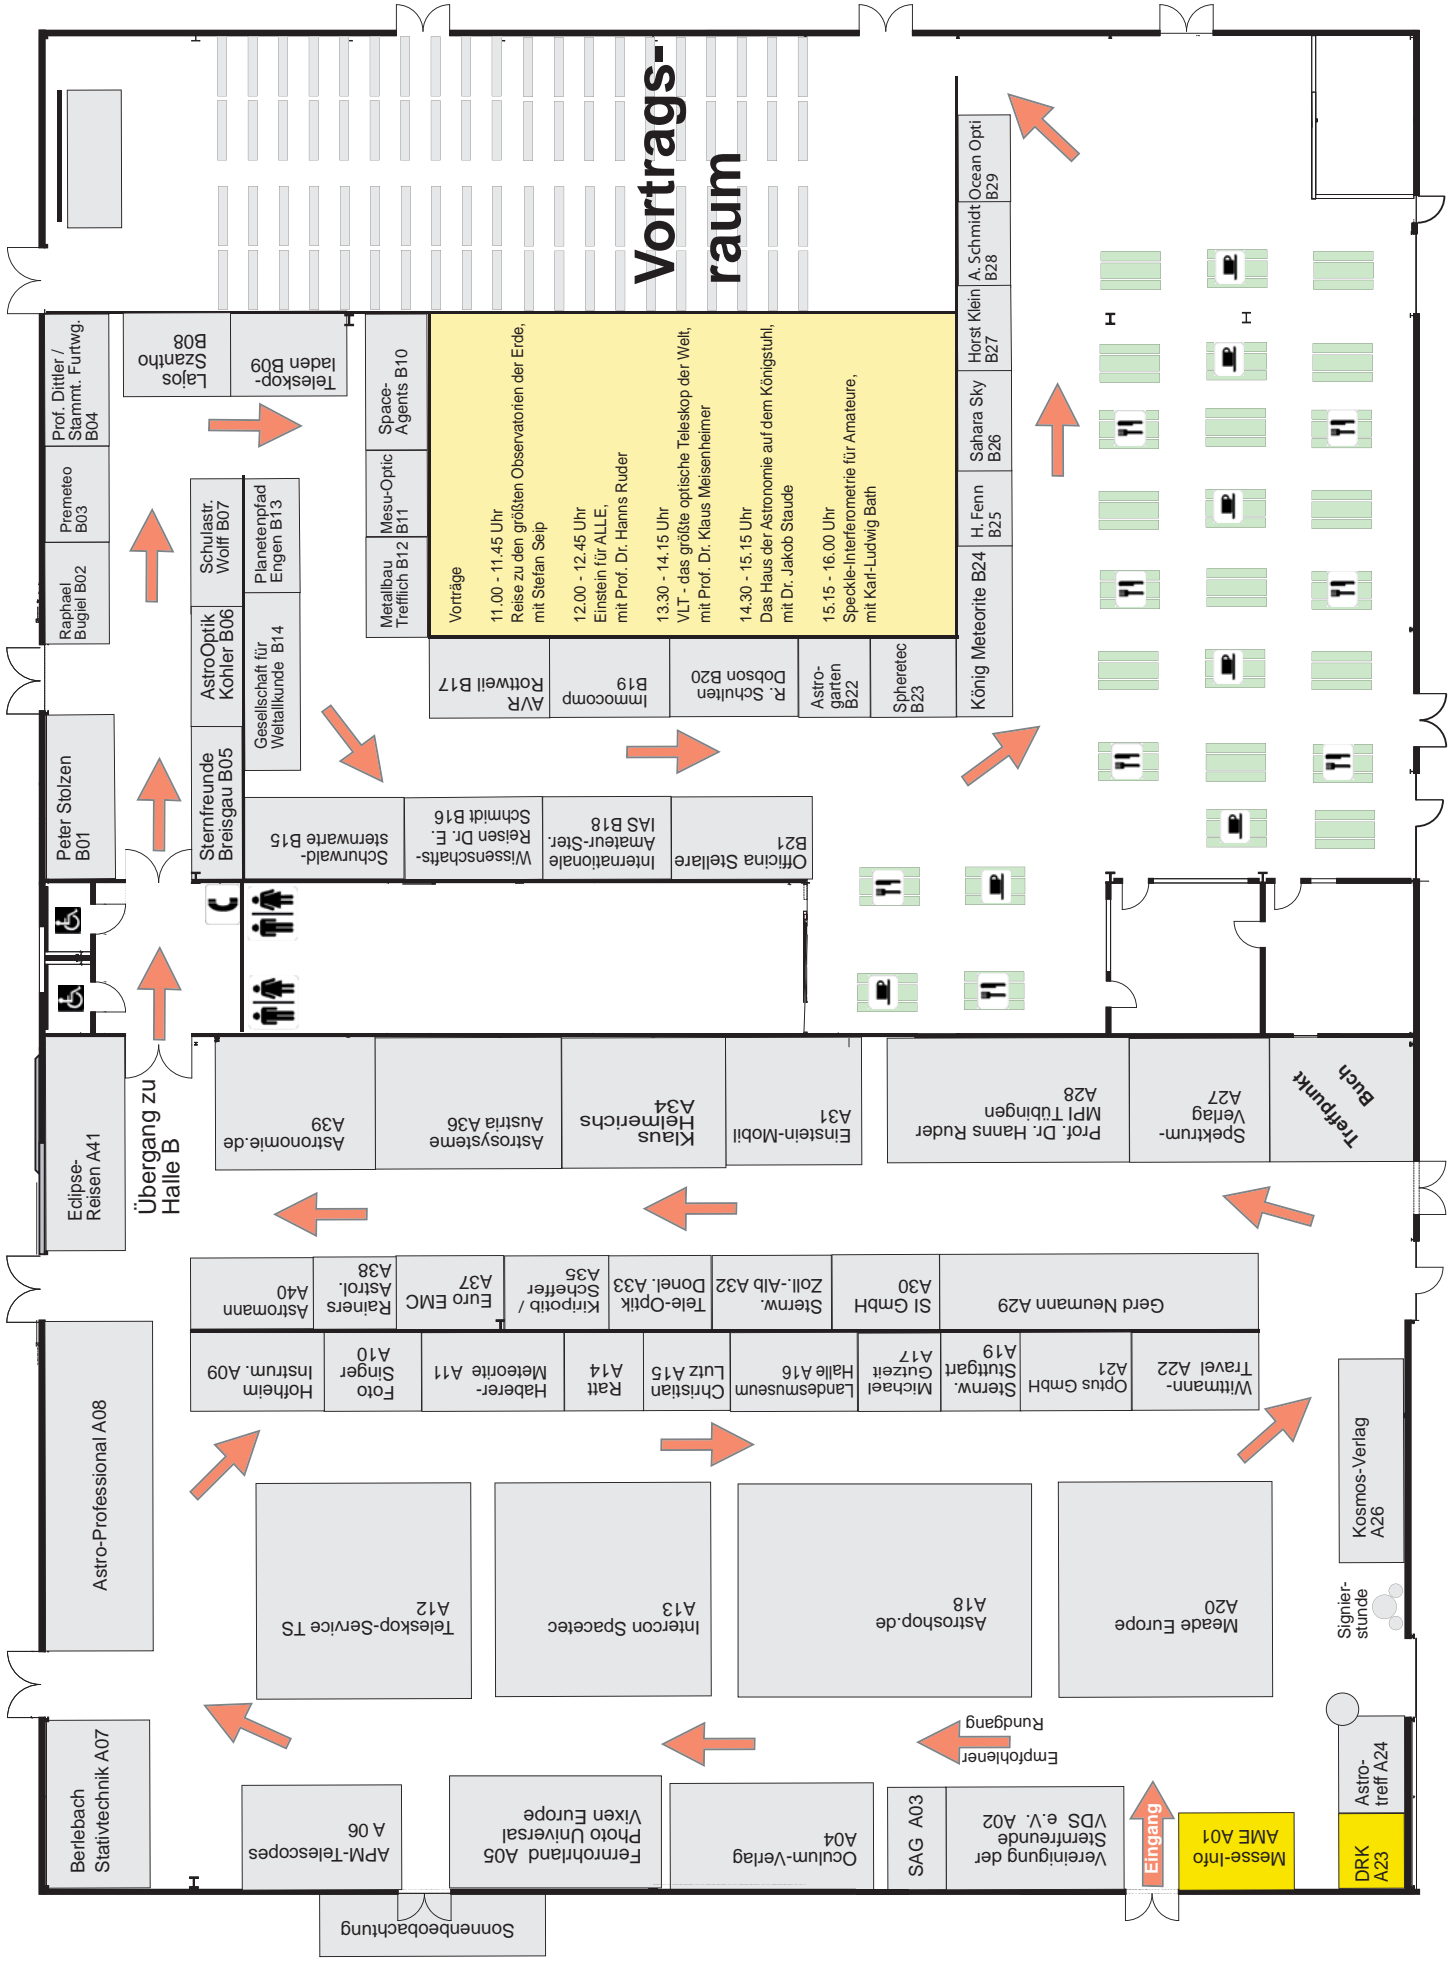 Vortrags-
raum
Prof. Dittler /
Stammt. Furtwg.
B04
Premeteo
B03
Raphael
Bugiel B02
Peter Stolzen
B01
Lajos
Szantho
B08
Teleskop-
laden B09
Space-
Agents B10
Mesu-Optic
B11
Metallbau
Trefflich B12
Schulastr.
Wolff B07
Planetenpfad
Engen B13
AstroOptik
Kohler B06
Gesellschaft für
Weltallkunde B14
Sternfreunde
Breisgau B05
Vorträge
11.00 - 11.45 Uhr
Reise zu den größten Observatorien der Erde,
mit Stefan Seip
12.00 - 12.45 Uhr
Einstein für ALLE,
mit Prof. Dr. Hanns Ruder
13.30 - 14.15 Uhr
VLT - das größte optische Teleskop der Welt,
mit Prof. Dr. Klaus Meisenheimer
14.30 - 15.15 Uhr
Das Haus der Astronomie auf dem Königstuhl,
mit Dr. Jakob Staude
15.15 - 16.00 Uhr
Speckle-Interferometrie für Amateure,
mit Karl-Ludwig Bath
Ocean Opti
B29
A. Schmidt
B28
Horst Klein
B27
Sahara Sky
B26
H. Fenn
B25
König Meteorite B24
AVR
Rottweil B17
Immocomp
B19
R. Schulten
Dobson B20
Astro-
garten
B22
Spheretec
B23
Schurwald-
sternwarte B15
Wissenschafts-
Reisen Dr. E.
Schmidt B16
Internationale
Amateur-Ster.
IAS B18
Officina Stellare
B21
Eclipse-
Reisen A41
Übergang zu
Halle B
Astronomie.de
A39
Astrosysteme
Austria A36
Klaus
Helmerichs
A34
Einstein-Mobil
A31
Prof. Dr. Hanns Ruder
MPI Tübingen
A28
Spektrum-
Verlag
A27
Treffpunkt
Buch
Astromann
A40
Rainers
Astrol.
A38
Euro EMC
A37
Kiripotib /
Scheffer
A35
Tele-Optik
Donel. A33
Sternw.
Zoll.-Alb A32
SI GmbH
A30
Gerd Neumann A29
Hofheim
Instrum. A09
Foto
Singer
A10
Haberer-
Meteorite A11
Ratt
A14
Christian
Lutz A15
Landesmuseum
Halle A16
Michael
Gutzeit
A17
Sternw.
Stuttgart
A19
Optus GmbH
A21
Wittmann-
Travel A22
Astro-Professional A08
Teleskop-Service TS
A12
Intercon Spacetec
A13
Astroshop.de
A18
Meade Europe
A20
Kosmos-Verlag
A26
Signier-
stunde
Berlebach
Stativtechnik A07
APM-Telescopes
A 06
Fernrohrland A05
Photo Universal
Vixen Europe
Oculum-Verlag
A04
SAG A03
Vereinigung der
Sternfreunde
VDS e.V. A02
Empfohlener
Rundgang
Eingang
Messe-Info
AME A01
Astro-
treff A24
DRK
A23
Sonnenbeobachtung